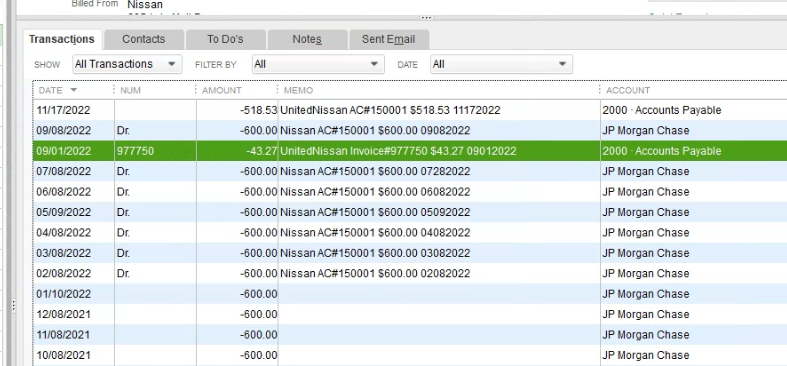 Billed From Nissan
Transactions Contacts To Do's Notes Sent Email
SHOW All Transactions FILTER BY All DATE All
DATE NUM AMOUNT MEMO ACCOUNT
11/17/2022 -518.53 UnitedNissan AC#150001 $518.53 11172022 2000 · Accounts Payable
09/08/2022 Dr. -600.00 Nissan AC#150001 $600.00 09082022 JP Morgan Chase
09/01/2022 977750 -43.27 UnitedNissan Invoice#977750 $43.27 09012022 2000 · Accounts Payable
07/08/2022 Dr. -600.00 Nissan AC#150001 $600.00 07282022 JP Morgan Chase
06/08/2022 Dr. -600.00 Nissan AC#150001 $600.00 06082022 JP Morgan Chase
05/09/2022 Dr. -600.00 Nissan AC#150001 $600.00 05092022 JP Morgan Chase
04/08/2022 Dr. -600.00 Nissan AC#150001 $600.00 04082022 JP Morgan Chase
03/08/2022 Dr. -600.00 Nissan AC#150001 $600.00 03082022 JP Morgan Chase
02/08/2022 Dr. -600.00 Nissan AC#150001 $600.00 02082022 JP Morgan Chase
01/10/2022 -600.00 JP Morgan Chase
12/08/2021 -600.00 JP Morgan Chase
11/08/2021 -600.00 JP Morgan Chase
10/08/2021 -600.00 JP Morgan Chase